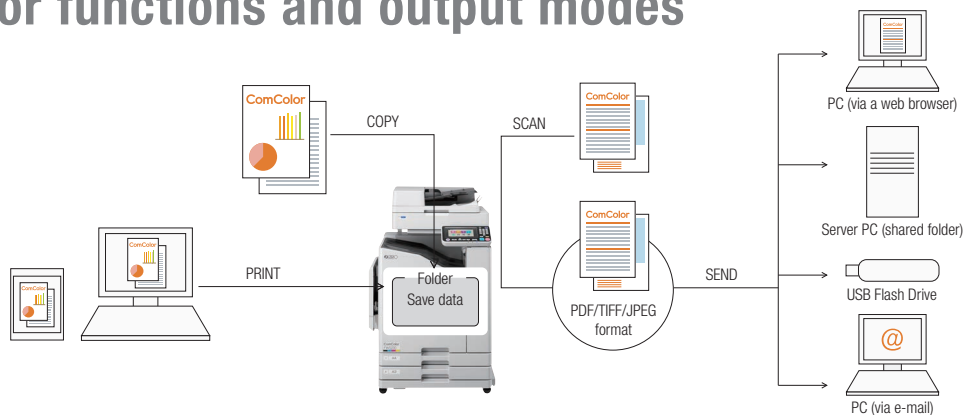 or functions and output modes
ComColor
COPY
SCAN
ComColor
PC (via a web browser)
Server PC (shared folder)
ComColor
ComColor
PRINT
Folder
Save data
ComColor
PDF/TIFF/JPEG
format
SEND
USB Flash Drive
@
PC (via e-mail)
ComColor